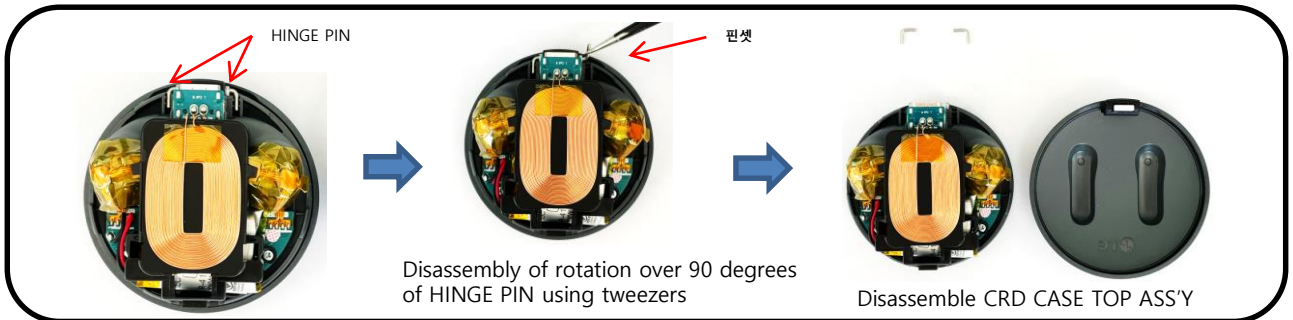 HINGE PIN
핀셋
Disassembly of rotation over 90 degrees
of HINGE PIN using tweezers
Disassemble CRD CASE TOP ASS'Y
LG